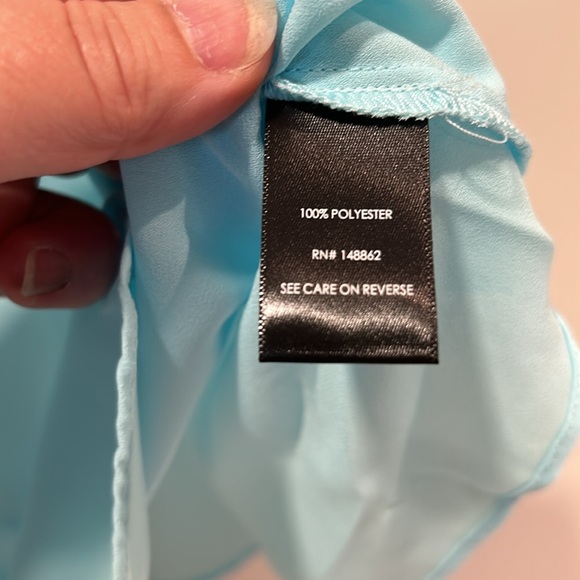 100% POLYESTER
RN# 148862
SEE CARE ON REVERSE